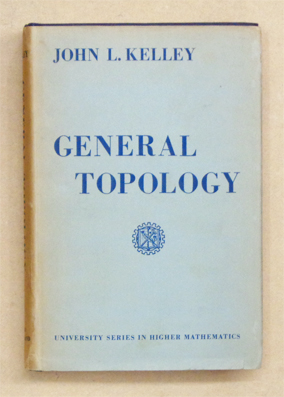 JOHN L. KELLEY
GENERAL
TOPOLOGY
UNIVERSITY SERIES IN HIGHER MATHEMATICS